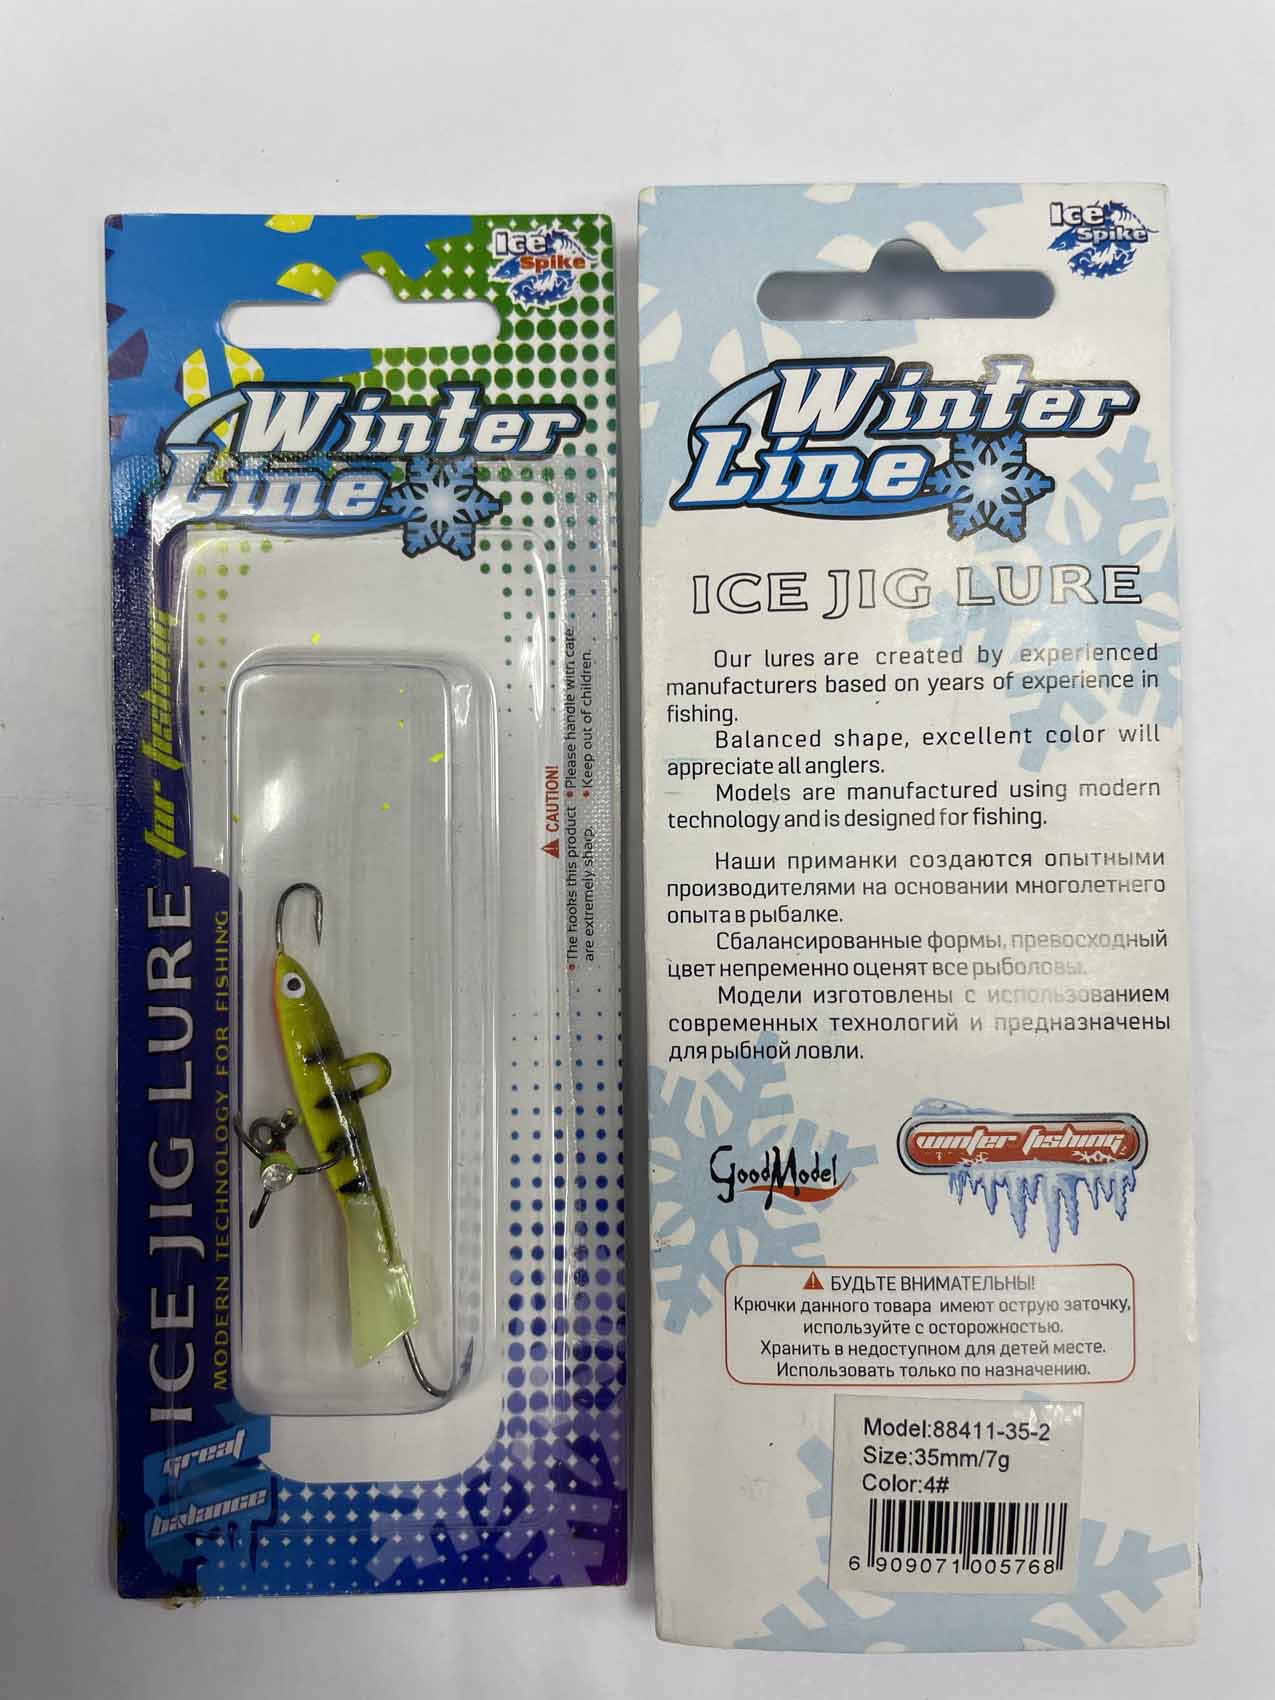 Ice
Spike
Winter
Line
for fishing
ICE JIG LURE
MODERN TECHNOLOGY FOR FISHING
⚠ CAUTION!
• The hooks this product
are extremely sharp.
• Please handle with care
• Keep out of children.
great
balance
Ice
Spike
Winter
Line
ICE JIG LURE
Our lures are created by experienced
manufacturers based on years of experience in
fishing.
Balanced shape, excellent color will
appreciate all anglers.
Models are manufactured using modern
technology and is designed for fishing.
Наши приманки создаются опытными
производителями на основании многолетнего
опыта в рыбалке.
Сбалансированные формы, превосходный
цвет непременно оценят все рыболовы.
Модели изготовлены с использованием
современных технологий и предназначены
для рыбной ловли.
GoodModel
winter fishing
⚠ БУДЬТЕ ВНИМАТЕЛЬНЫ!
Крючки данного товара имеют острую заточку,
используйте с осторожностью.
Хранить в недоступном для детей месте.
Использовать только по назначению.
Model:88411-35-2
Size:35mm/7g
Color:4#
6 909071 005768